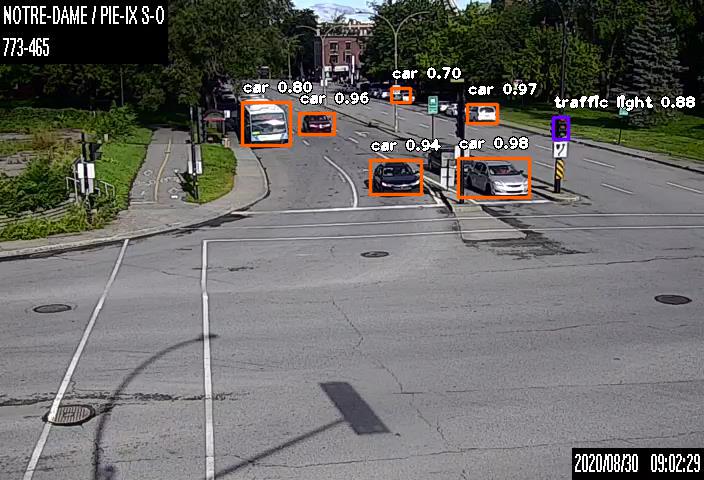 NOTRE-DAME / PIE-IX S-O
773-465
car 0.70
car 0.80
car 0.97
car 0.96
traffic light 0.88
car 0.94
car 0.98
2020/08/30 09:02:29